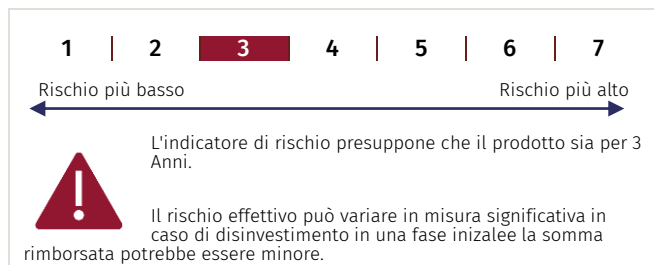 1 2 3 4 5 6 7
Rischio più basso Rischio più alto
L'indicatore di rischio presuppone che il prodotto sia per 3
Anni.
Il rischio effettivo può variare in misura significativa in
caso di disinvestimento in una fase inizalee la somma
rimborsata potrebbe essere minore.